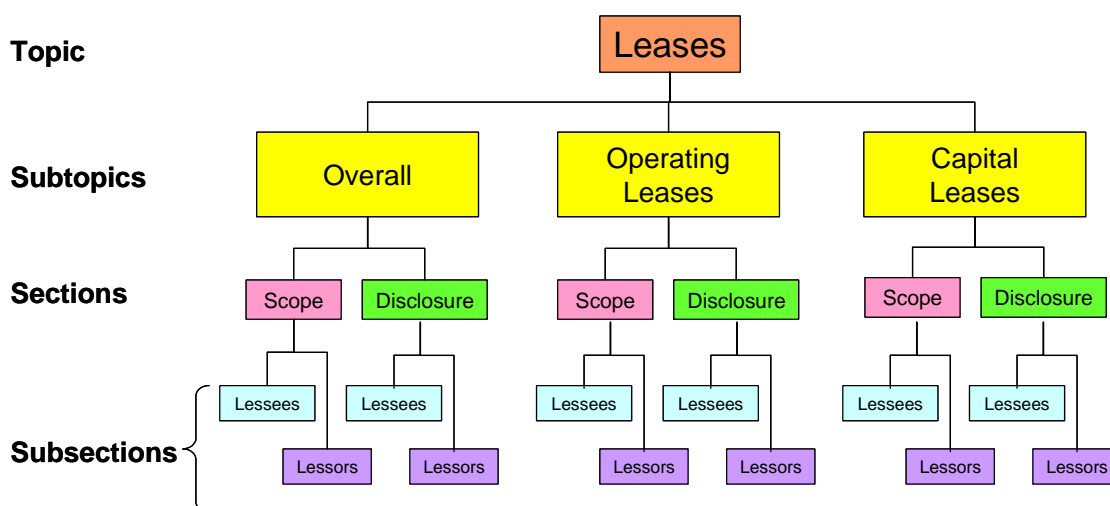 Topic
Leases
Subtopics
Overall
Operating
Leases
Capital
Leases
Sections
Scope
Disclosure
Scope
Disclosure
Scope
Disclosure
Subsections
Lessees
Lessees
Lessees
Lessees
Lessees
Lessees
Lessors
Lessors
Lessors
Lessors
Lessors
Lessors